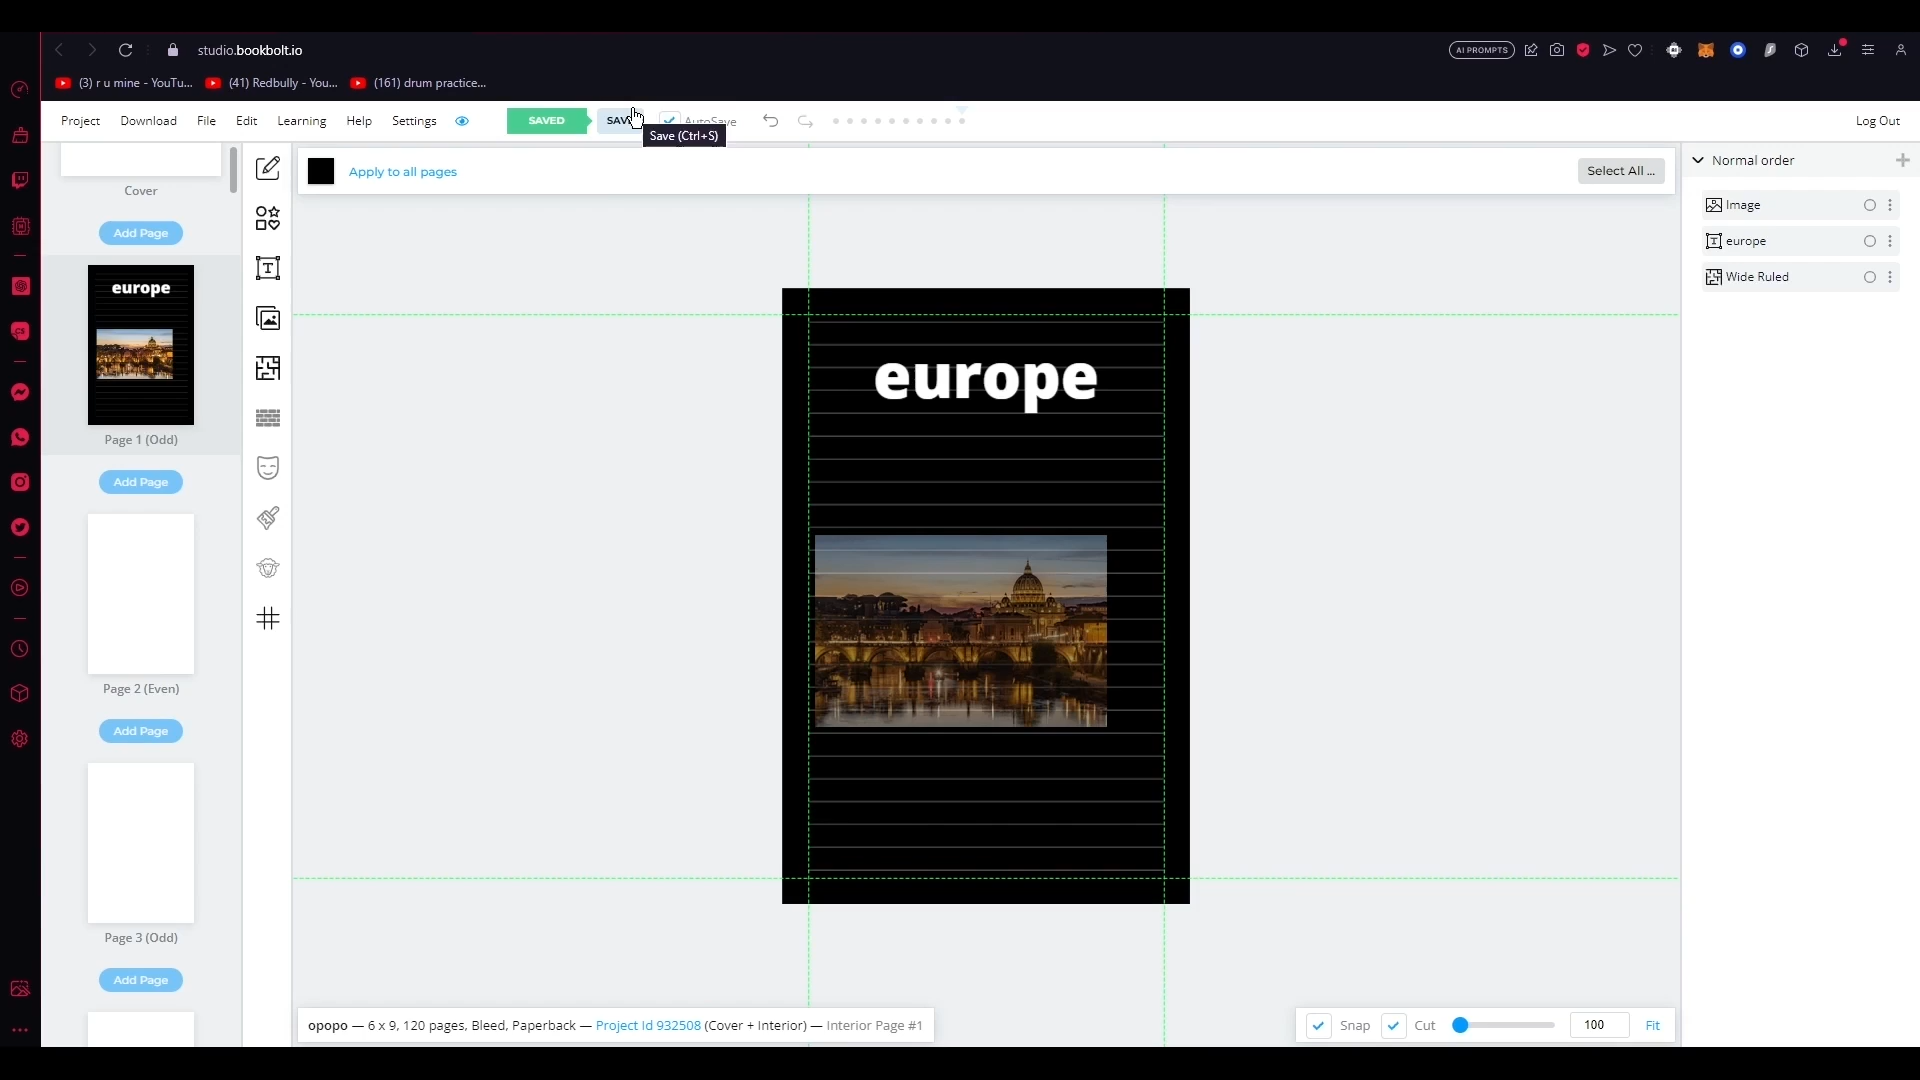 studio.bookbolt.io
AI PROMPTS
(3) r u mine - YouTu...
(41) Redbully - You...
(161) drum practice...
Project
Download
File
Edit
Learning
Help
Settings
SAVED
SAVE
AutoSave
Log Out
Save (Ctrl+S)
Apply to all pages
Select All ...
Normal order
Image
europe
Wide Ruled
Cover
Add Page
europe
Page 1 (Odd)
Add Page
Page 2 (Even)
Add Page
Page 3 (Odd)
Add Page
europe
opopo — 6 x 9, 120 pages, Bleed, Paperback — Project Id 932508 (Cover + Interior) — Interior Page #1
Snap
Cut
100
Fit